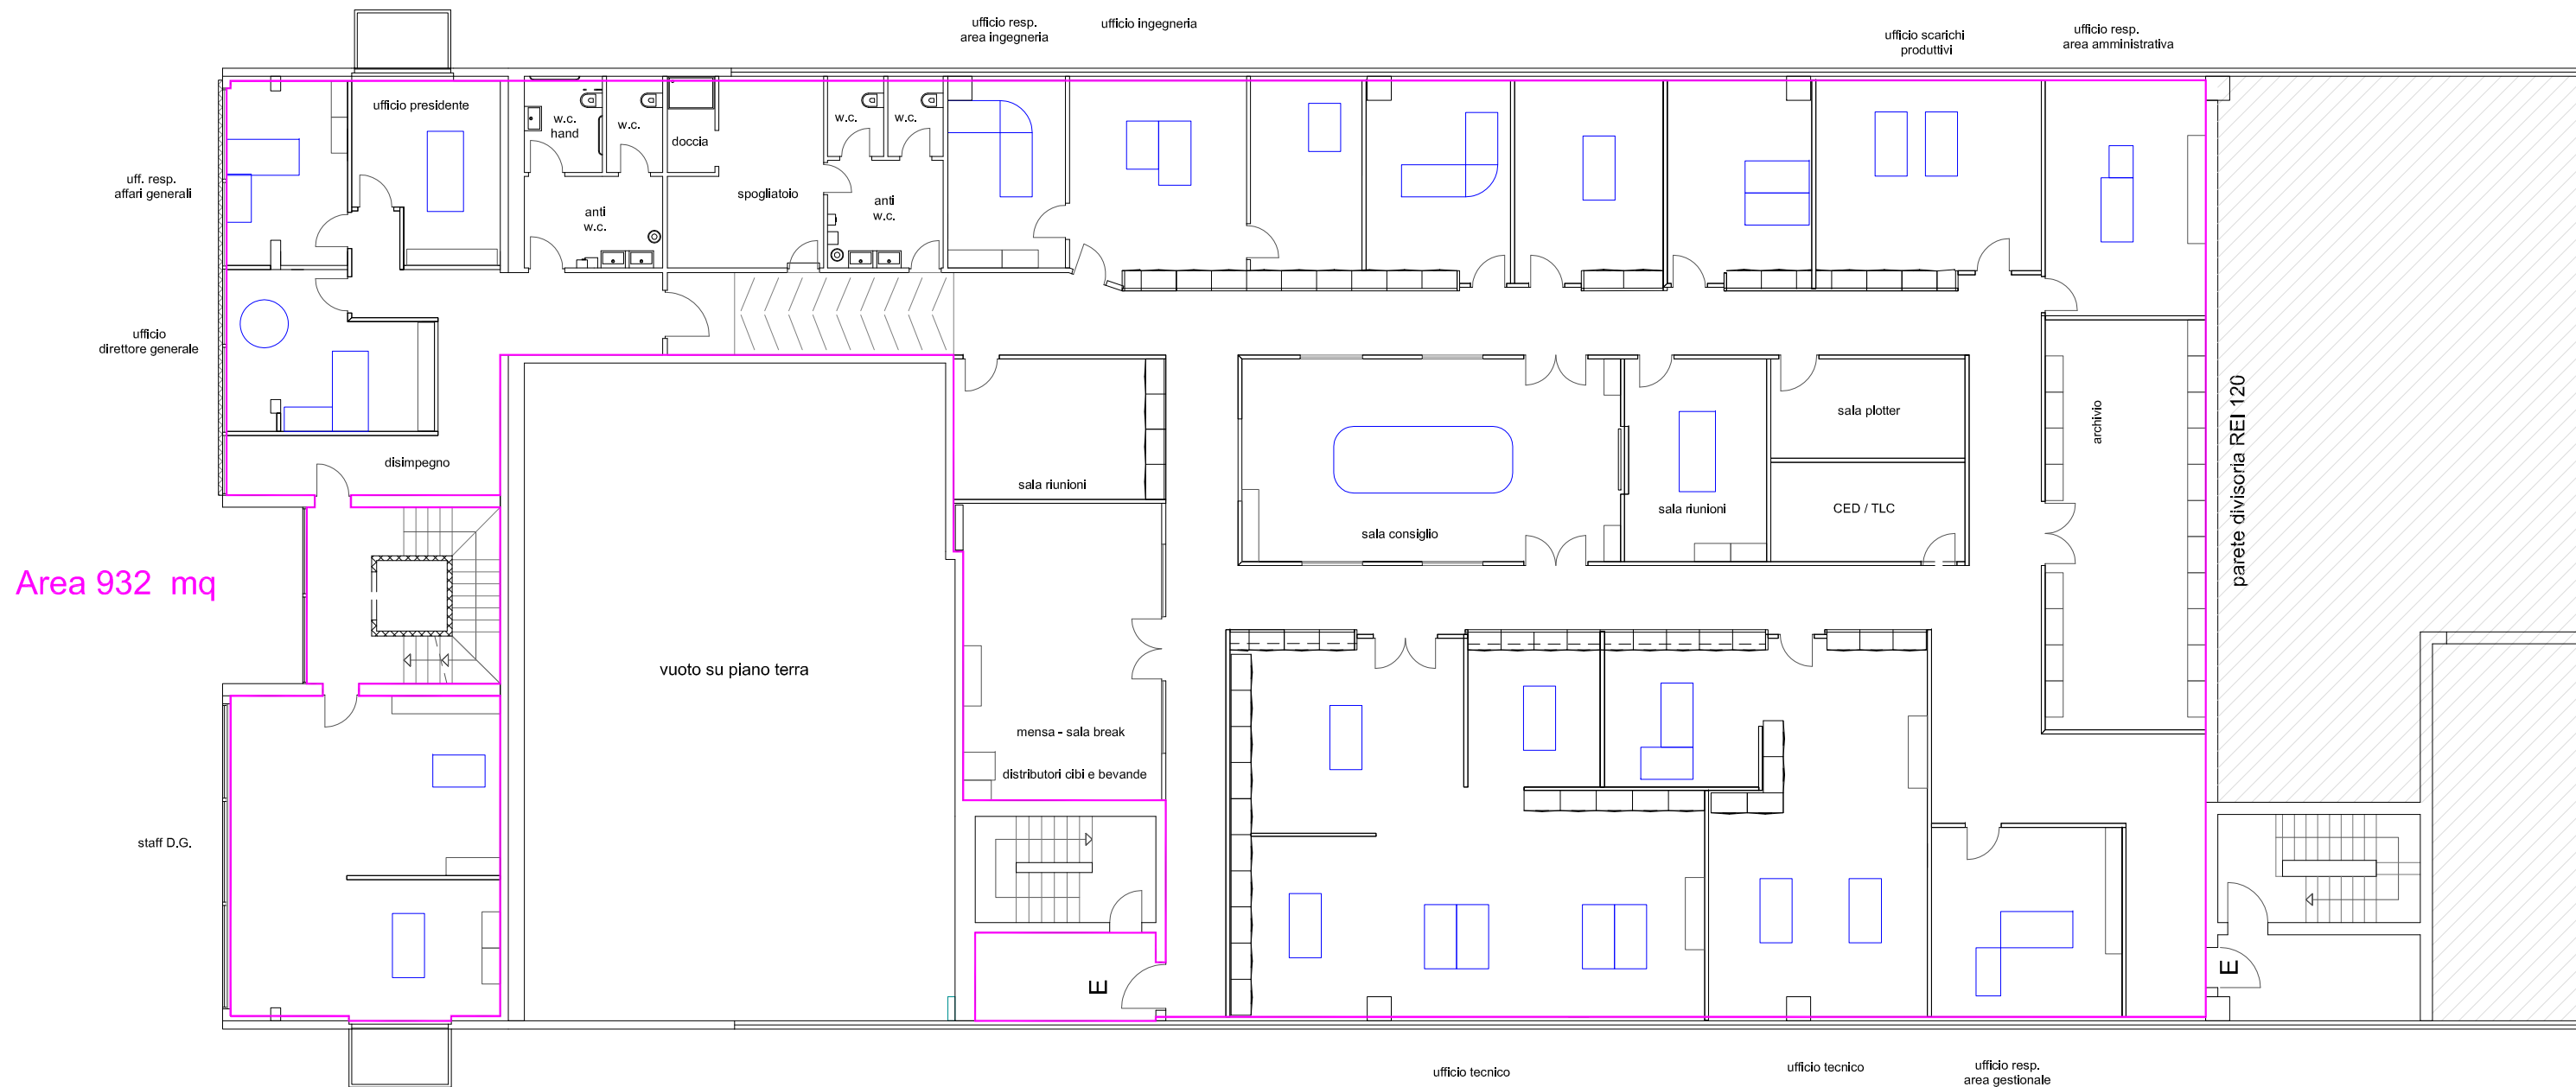 ufficio resp.
area ingegneria
ufficio ingegneria
ufficio scarichi
produttivi
ufficio resp.
area amministrativa
ufficio presidente
w.c.
hand
w.c.
doccia
w.c.
w.c.
uff. resp.
affari generali
spogliatoio
anti
w.c.
anti
w.c.
ufficio
direttore generale
disimpegno
sala riunioni
sala consiglio
sala riunioni
sala plotter
CED / TLC
archivio
parete divisoria REI 120
Area 932 mq
vuoto su piano terra
mensa - sala break
distributori cibi e bevande
staff D.G.
E
E
ufficio tecnico
ufficio tecnico
ufficio resp.
area gestionale